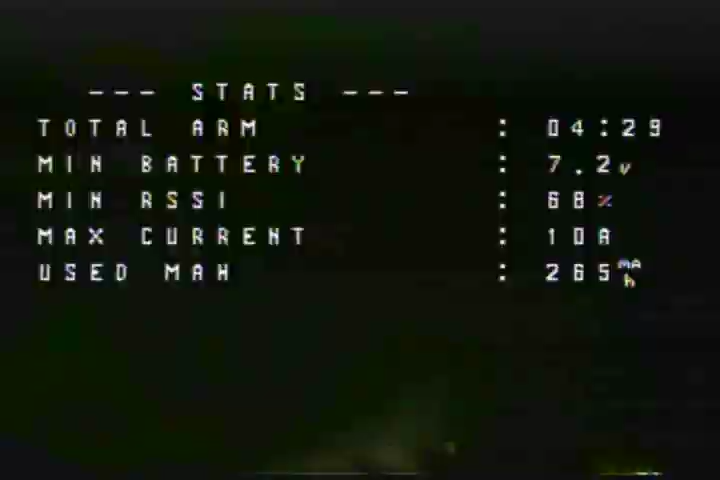 --- STATS ---
TOTAL ARM : 04:29
MIN BATTERY : 7.2V
MIN RSSI : 68%
MAX CURRENT : 10A
USED MAH : 265mAh